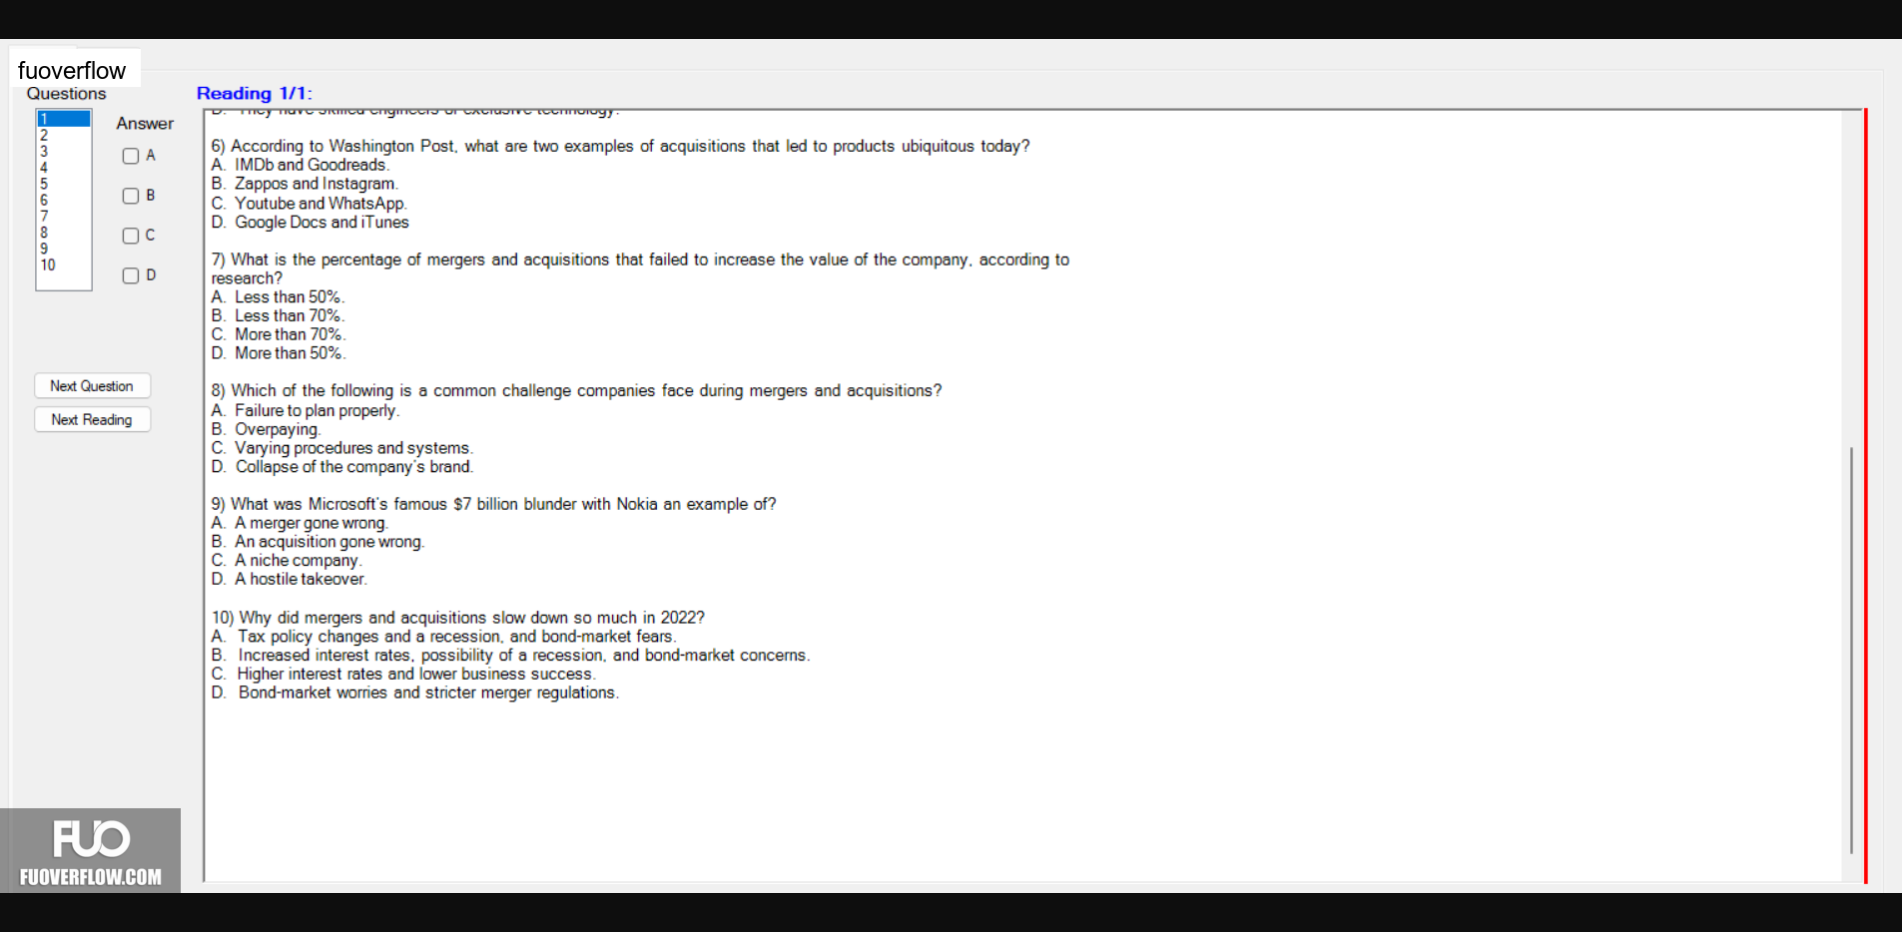 fuoverflow
Questions
Reading 1/1:
1
2
3
4
5
6
7
8
9
10
Answer
A
B
C
D
Next Question
Next Reading
D. They have skilled engineers or exclusive technology.
6) According to Washington Post, what are two examples of acquisitions that led to products ubiquitous today?
A. IMDb and Goodreads.
B. Zappos and Instagram.
C. Youtube and WhatsApp.
D. Google Docs and iTunes
7) What is the percentage of mergers and acquisitions that failed to increase the value of the company, according to
research?
A. Less than 50%.
B. Less than 70%.
C. More than 70%.
D. More than 50%.
8) Which of the following is a common challenge companies face during mergers and acquisitions?
A. Failure to plan properly.
B. Overpaying.
C. Varying procedures and systems.
D. Collapse of the company's brand.
9) What was Microsoft's famous $7 billion blunder with Nokia an example of?
A. A merger gone wrong.
B. An acquisition gone wrong.
C. A niche company.
D. A hostile takeover.
10) Why did mergers and acquisitions slow down so much in 2022?
A. Tax policy changes and a recession, and bond-market fears.
B. Increased interest rates, possibility of a recession, and bond-market concerns.
C. Higher interest rates and lower business success.
D. Bond-market worries and stricter merger regulations.
FUO
FUOVERFLOW.COM